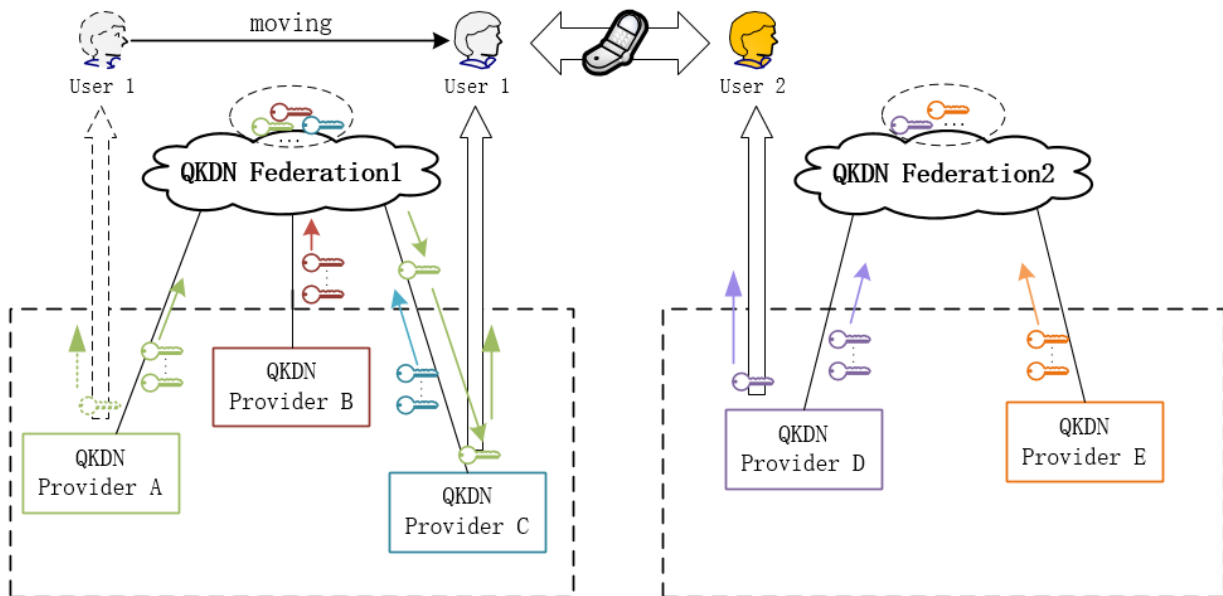 moving
User 1
User 1
User 2
...
...
QKDN Federation1
QKDN Federation2
QKDN
Provider A
QKDN
Provider B
QKDN
Provider C
QKDN
Provider D
QKDN
Provider E